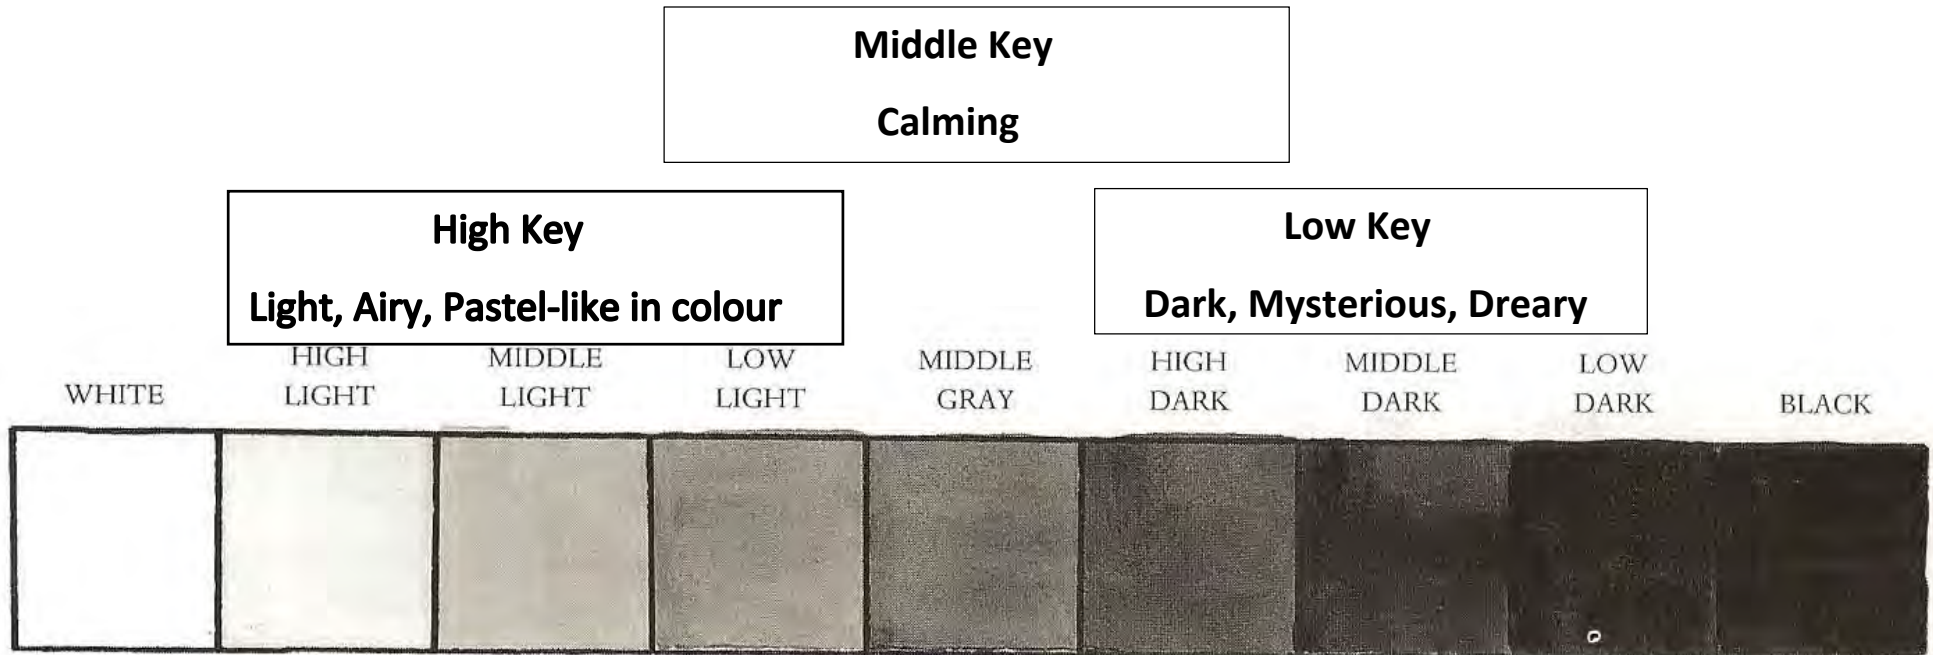 Middle Key
Calming
High Key
Light, Airy, Pastel-like in colour
Low Key
Dark, Mysterious, Dreary
WHITE
HIGH
LIGHT
MIDDLE
LIGHT
LOW
LIGHT
MIDDLE
GRAY
HIGH
DARK
MIDDLE
DARK
LOW
DARK
BLACK